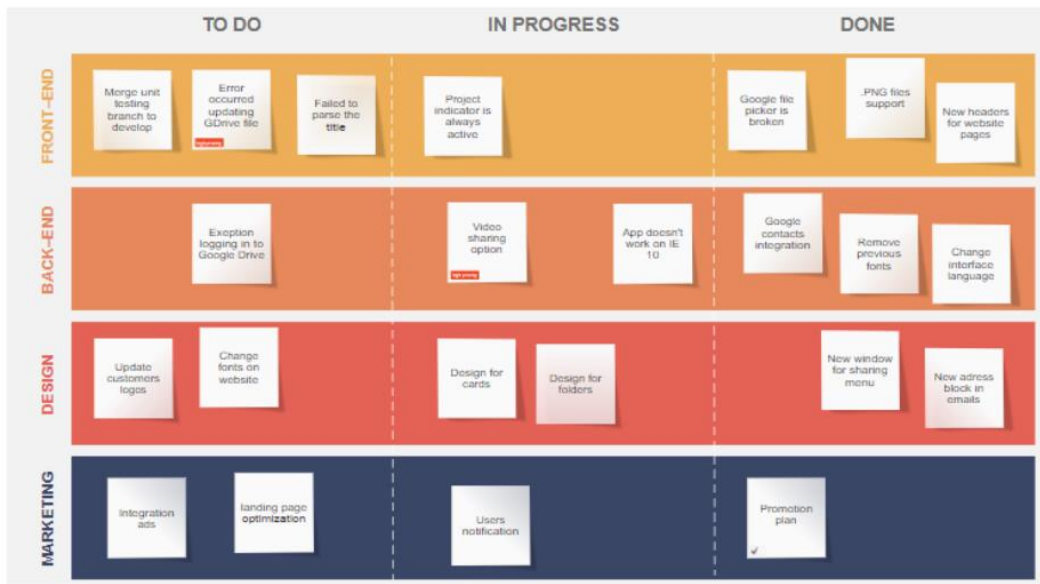 TO DO
IN PROGRESS
DONE
FRONT-END
Merge unit
testing
branch to
develop
Error
occurred
updating
GDrive file
high priority
Failed to
parse the
title
Project
indicator is
always
active
Google file
picker is
broken
.PNG files
support
New headers
for website
pages
BACK-END
Exeption
logging in to
Google Drive
Video
sharing
option
high priority
App doesn't
work on IE
10
Google
contacts
integration
Remove
previous
fonts
Change
interface
language
DESIGN
Update
customers
logos
Change
fonts on
website
Design for
cards
Design for
folders
New window
for sharing
menu
New adress
block in
emails
MARKETING
Integration
ads
landing page
optimization
Users
notification
Promotion
plan